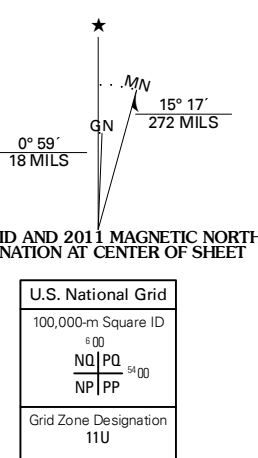 ★
MN
15° 17´
272 MILS
GN
0° 59´
18 MILS
ID AND 2011 MAGNETIC NORTH
NATION AT CENTER OF SHEET
U.S. National Grid
100,000-m Square ID
6 00
NQ PQ
54 00
NP PP
Grid Zone Designation
11U